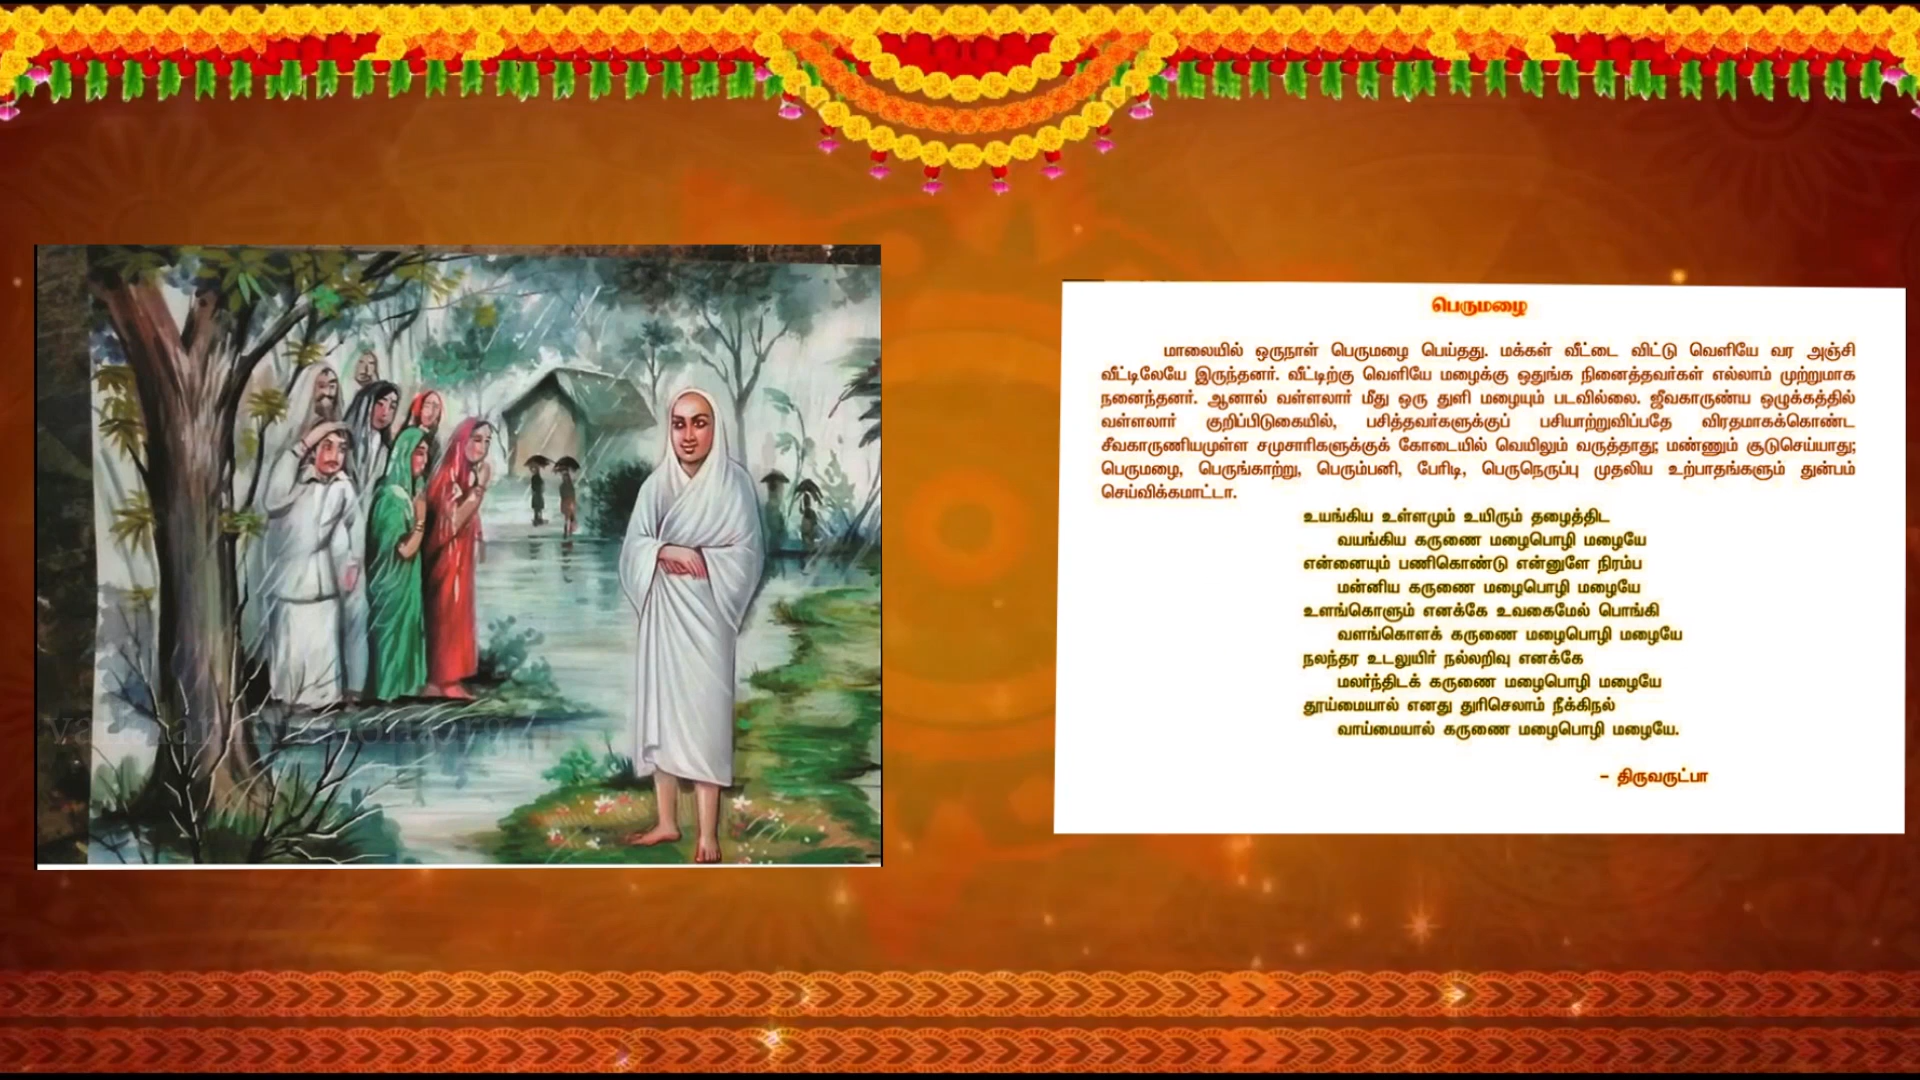 பெருமழை
மாலையில் ஒருநாள் பெருமழை பெய்தது. மக்கள் வீட்டை விட்டு வெளியே வர அஞ்சி
வீட்டிலேயே இருந்தனர். வீட்டிற்கு வெளியே மழைக்கு ஒதுங்க நினைத்தவர்கள் எல்லாம் முற்றுமாக
நனைந்தனர். ஆனால் வள்ளலார் மீது ஒரு துளி மழையும் படவில்லை. ஜீவகாருண்ய ஒழுக்கத்தில்
வள்ளலார் குறிப்பிடுகையில், பசித்தவர்களுக்குப் பசியாற்றுவிப்பதே விரதமாகக்கொண்ட
சீவகாருணியமுள்ள சமுசாரிகளுக்குக் கோடையில் வெயிலும் வருத்தாது; மண்ணும் சூடுசெய்யாது;
பெருமழை, பெருங்காற்று, பெரும்பனி, பேரிடி, பெருநெருப்பு முதலிய உற்பாதங்களும் துன்பம்
செய்விக்கமாட்டா.
உயங்கிய உள்ளமும் உயிரும் தழைத்திட
வயங்கிய கருணை மழைபொழி மழையே
என்னையும் பணிகொண்டு என்னுளே நிரம்ப
மன்னிய கருணை மழைபொழி மழையே
உளங்கொளும் எனக்கே உவகைமேல் பொங்கி
வளங்கொளக் கருணை மழைபொழி மழையே
நலந்தர உடலுயிர் நல்லறிவு எனக்கே
மலர்ந்திடக் கருணை மழைபொழி மழையே
தூய்மையால் எனது துரிசெலாம் நீக்கிநல்
வாய்மையால் கருணை மழைபொழி மழையே.
– திருவருட்பா